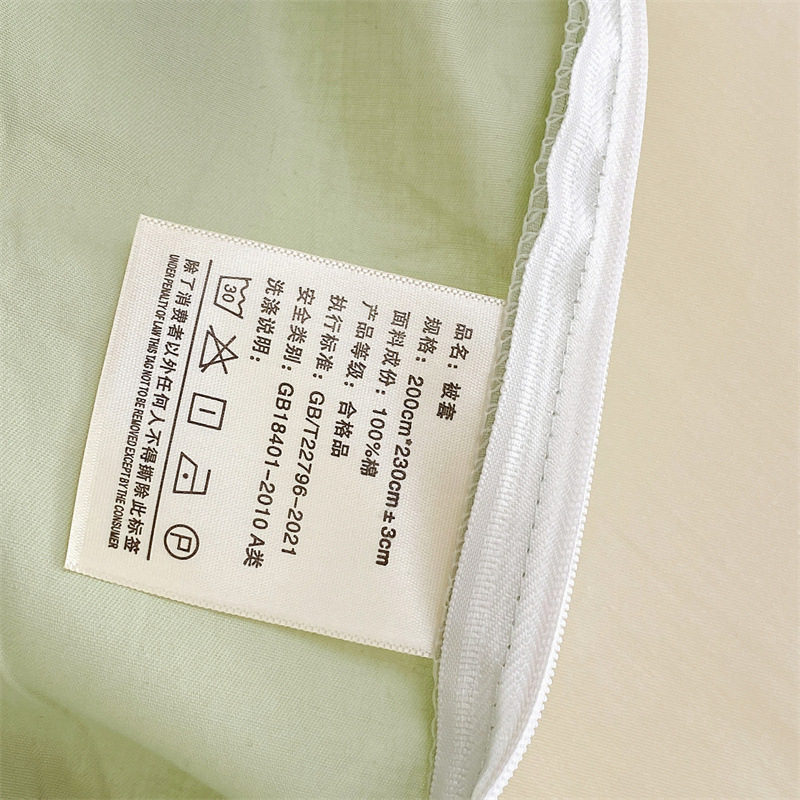 品名：被套
规格：200cm*230cm±3cm
面料成份：100%棉
产品等级：合格品
执行标准：GB/T22796-2021
安全类别：GB18401-2010 A类
洗涤说明：
30 P
除了消费者以外任何人不得撕除此标签
UNDER PENALITY OF LAW THIS TAG NOT TO BE REMOVED EXCEPT BY THE CONSUMER